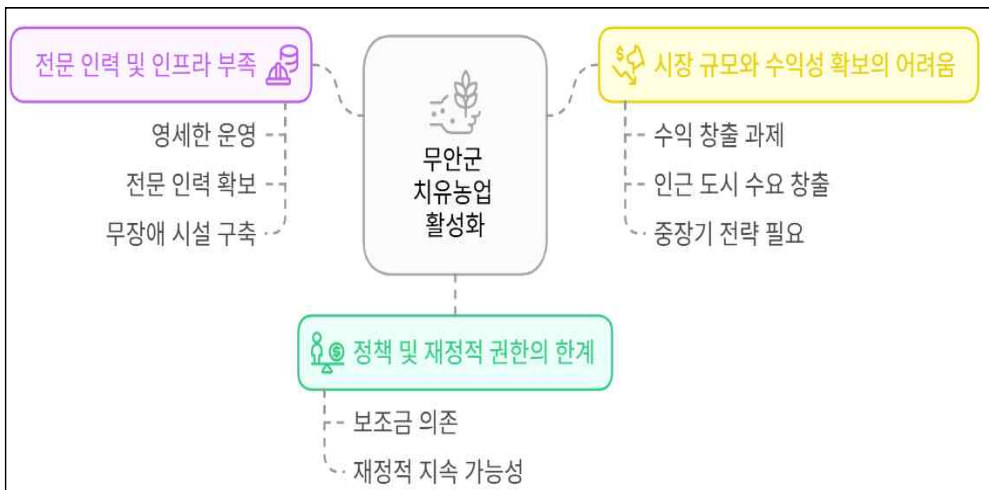 전문 인력 및 인프라 부족
영세한 운영
전문 인력 확보
무장애 시설 구축
무안군
치유농업
활성화
시장 규모와 수익성 확보의 어려움
수익 창출 과제
인근 도시 수요 창출
중장기 전략 필요
정책 및 재정적 권한의 한계
보조금 의존
재정적 지속 가능성